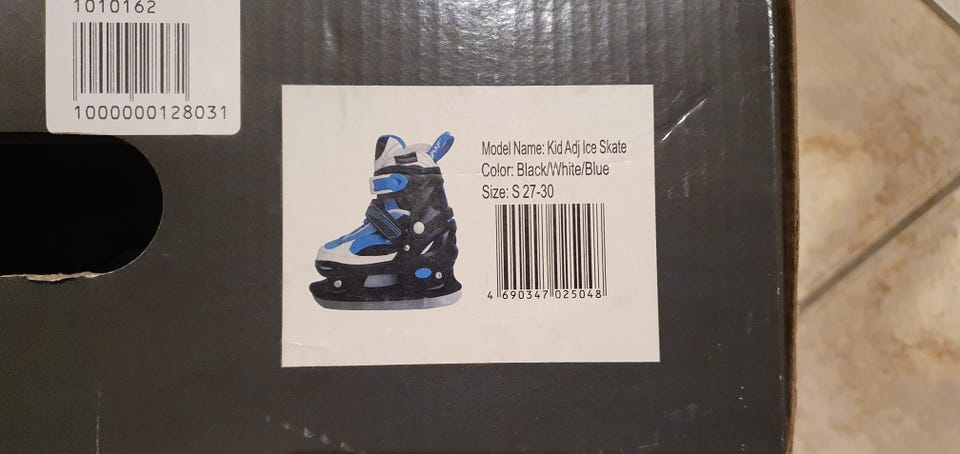 1010162
1000000128031
Model Name: Kid Adj Ice Skate
Color: Black/White/Blue
Size: S 27-30
4 690347 025048